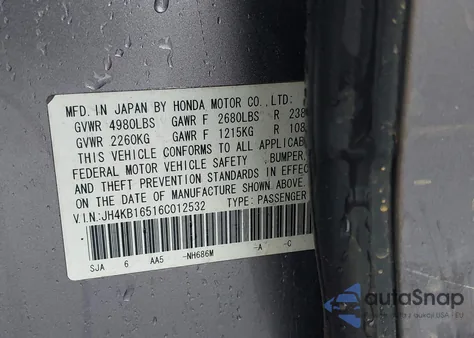 MFD. IN JAPAN BY HONDA MOTOR CO., LTD:
GVWR 4980LBS GAWR F 2680LBS R
GVWR 2260KG GAWR F 1215KG R
THIS VEHICLE CONFORMS TO ALL
FEDERAL MOTOR VEHICLE SAFETY, BUMPER,
AND THEFT PREVENTION STANDARDS IN
ON THE DATE OF MANUFACTURE SHOWN ABOVE.
V.I.N.:JH4KB16516C012532 TYPE: PASSENGER
SJA 6 AA5 -NH686M -A -C
autoSnap